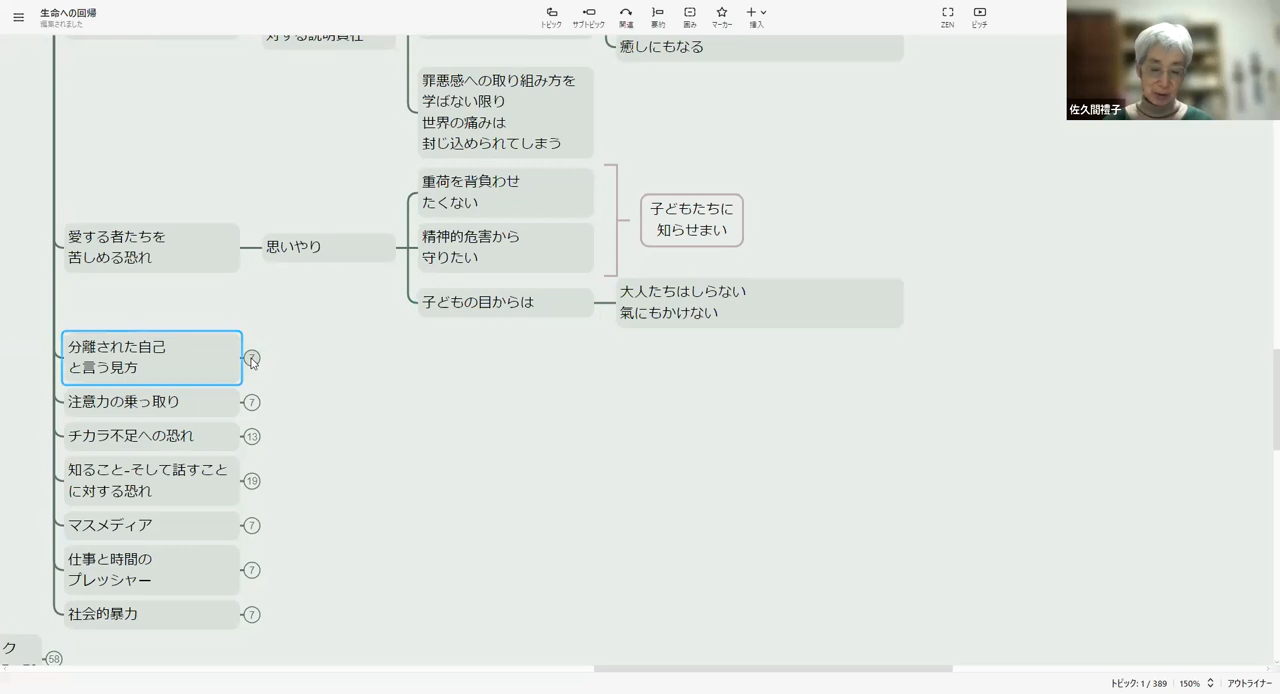 生命への回帰
編集されました
トピック
サブトピック
関連
要約
囲み
マーカー
挿入
ZEN
ピッチ
佐久間禮子
対する説明責任
癒しにもなる
罪悪感への取り組み方を
学ばない限り
世界の痛みは
封じ込められてしまう
重荷を背負わせ
たくない
精神的危害から
守りたい
子どもたちに
知らせまい
愛する者たちを
苦しめる恐れ
思いやり
子どもの目からは
大人たちはしらない
氣にもかけない
分離された自己
と言う見方
注意力の乗っ取り
7
チカラ不足への恐れ
13
知ること-そして話すこと
に対する恐れ
19
マスメディア
7
仕事と時間の
プレッシャー
7
社会的暴力
7
ク
58
トピック: 1 / 389
150%
アウトライナー